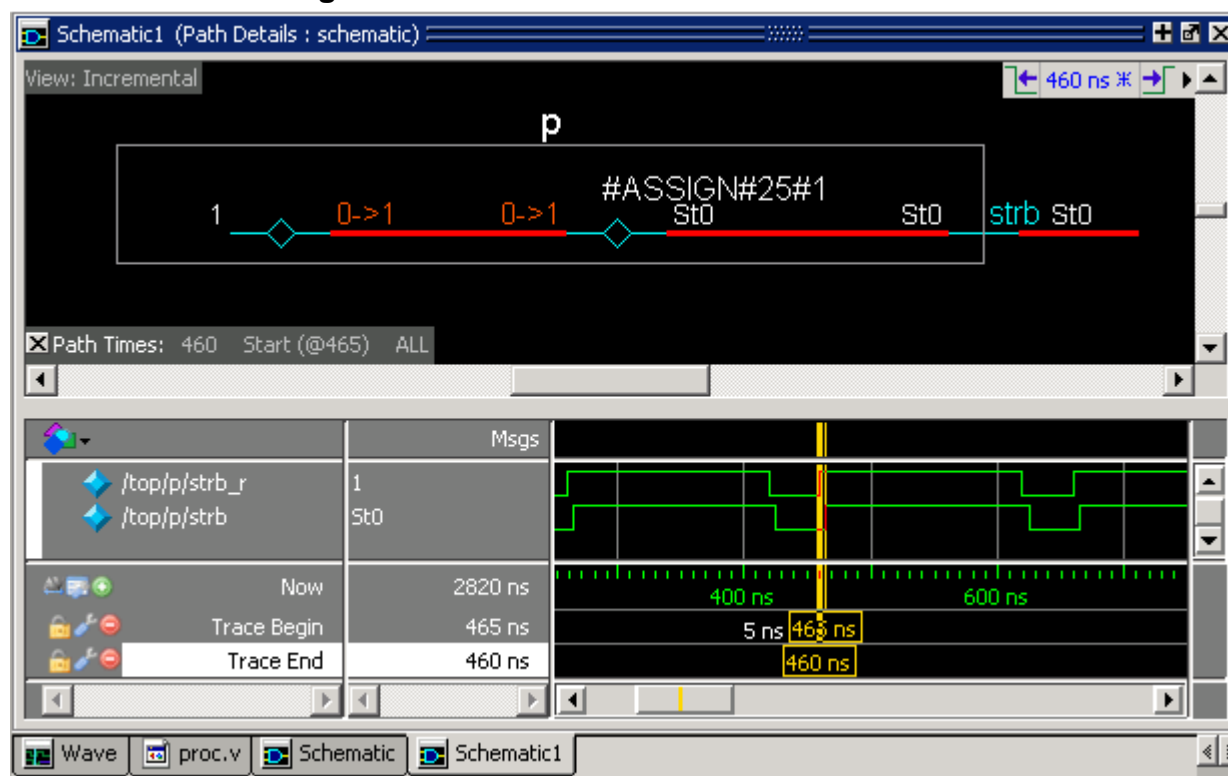 Schematic1 (Path Details : schematic)
View: Incremental
460 ns
p
#ASSIGN#25#1
1 0->1 0->1 St0 St0 strb St0
Path Times: 460 Start (@465) ALL
Msgs
/top/p/strb_r 1
/top/p/strb St0
Now 2820 ns 400 ns 600 ns
Trace Begin 465 ns 5 ns 465 ns
Trace End 460 ns 460 ns
Wave proc.v Schematic Schematic1